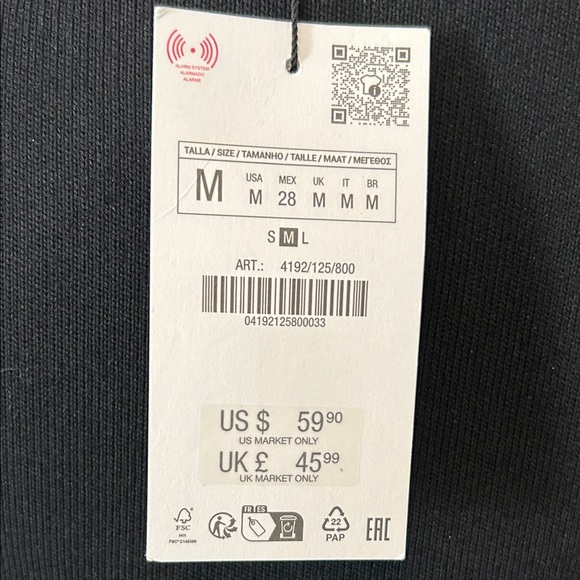 ALARM SYSTEM
ALARMADO
ALARME
TALLA / SIZE / TAMANHO / TAILLE / MAAT / ΜΕΓΕΘΟΣ
M USA MEX UK IT BR
M 28 M M M
S M L
ART.: 4192/125/800
04192125800033
US $ 59.90
US MARKET ONLY
UK £ 45.99
UK MARKET ONLY
FSC
MIX
FR ES
22
PAP
EAC